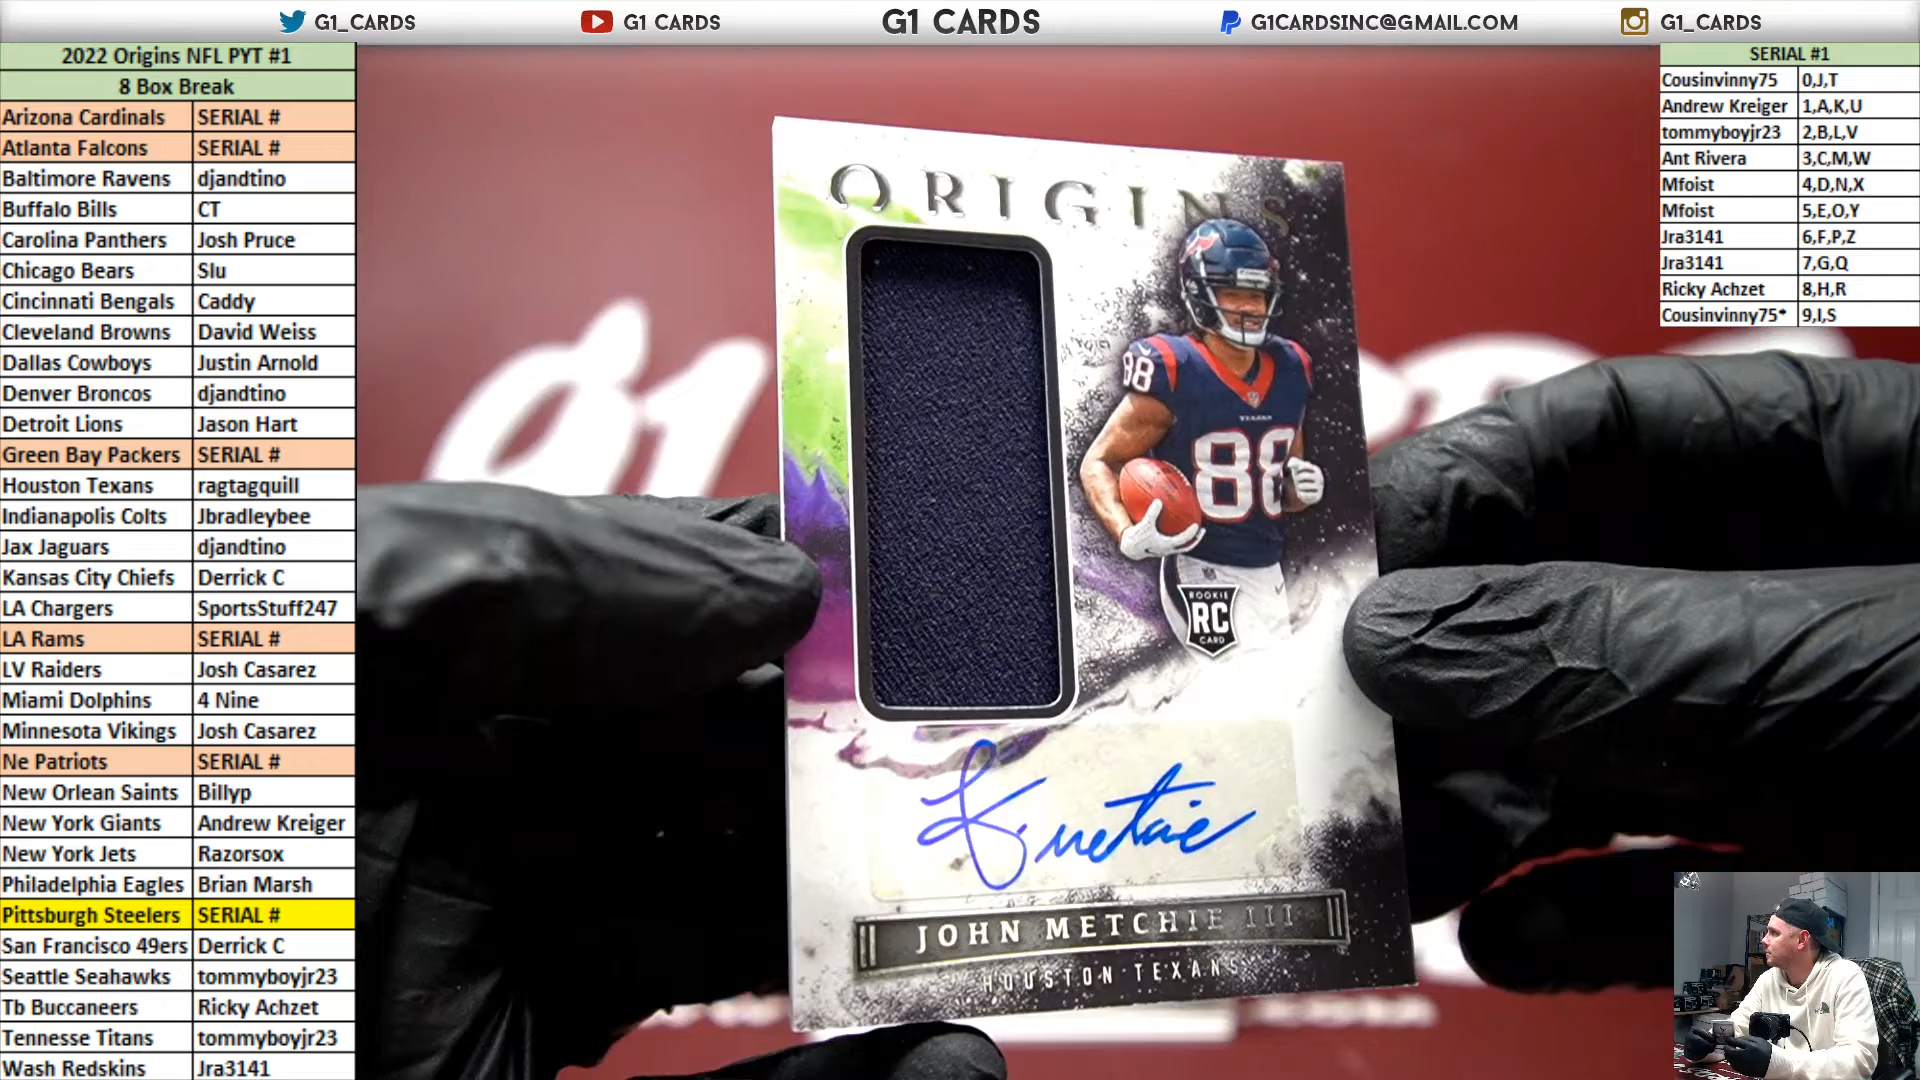 G1_CARDS
G1 CARDS
G1 CARDS
G1CARDSINC@GMAIL.COM
G1_CARDS
2022 Origins NFL PYT #1
8 Box Break
Arizona Cardinals SERIAL #
Atlanta Falcons SERIAL #
Baltimore Ravens djandtino
Buffalo Bills CT
Carolina Panthers Josh Pruce
Chicago Bears Slu
Cincinnati Bengals Caddy
Cleveland Browns David Weiss
Dallas Cowboys Justin Arnold
Denver Broncos djandtino
Detroit Lions Jason Hart
Green Bay Packers SERIAL #
Houston Texans ragtagquill
Indianapolis Colts Jbradleybee
Jax Jaguars djandtino
Kansas City Chiefs Derrick C
LA Chargers SportsStuff247
LA Rams SERIAL #
LV Raiders Josh Casarez
Miami Dolphins 4 Nine
Minnesota Vikings Josh Casarez
Ne Patriots SERIAL #
New Orlean Saints Billyp
New York Giants Andrew Kreiger
New York Jets Razorsox
Philadelphia Eagles Brian Marsh
Pittsburgh Steelers SERIAL #
San Francisco 49ers Derrick C
Seattle Seahawks tommyboyjr23
Tb Buccaneers Ricky Achzet
Tennesse Titans tommyboyjr23
Wash Redskins Jra3141
ORIGINS
88
TEXANS
88
ROOKIE
RC
CARD
JOHN METCHIE III
HOUSTON TEXANS
g1
SERIAL #1
Cousinvinny75 0,J,T
Andrew Kreiger 1,A,K,U
tommyboyjr23 2,B,L,V
Ant Rivera 3,C,M,W
Mfoist 4,D,N,X
Mfoist 5,E,O,Y
Jra3141 6,F,P,Z
Jra3141 7,G,Q
Ricky Achzet 8,H,R
Cousinvinny75* 9,I,S